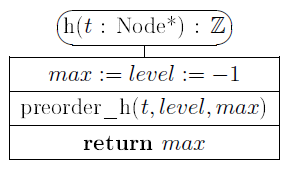 h(t : Node*) : ℤ
max := level := −1
preorder_h(t, level, max)
return max